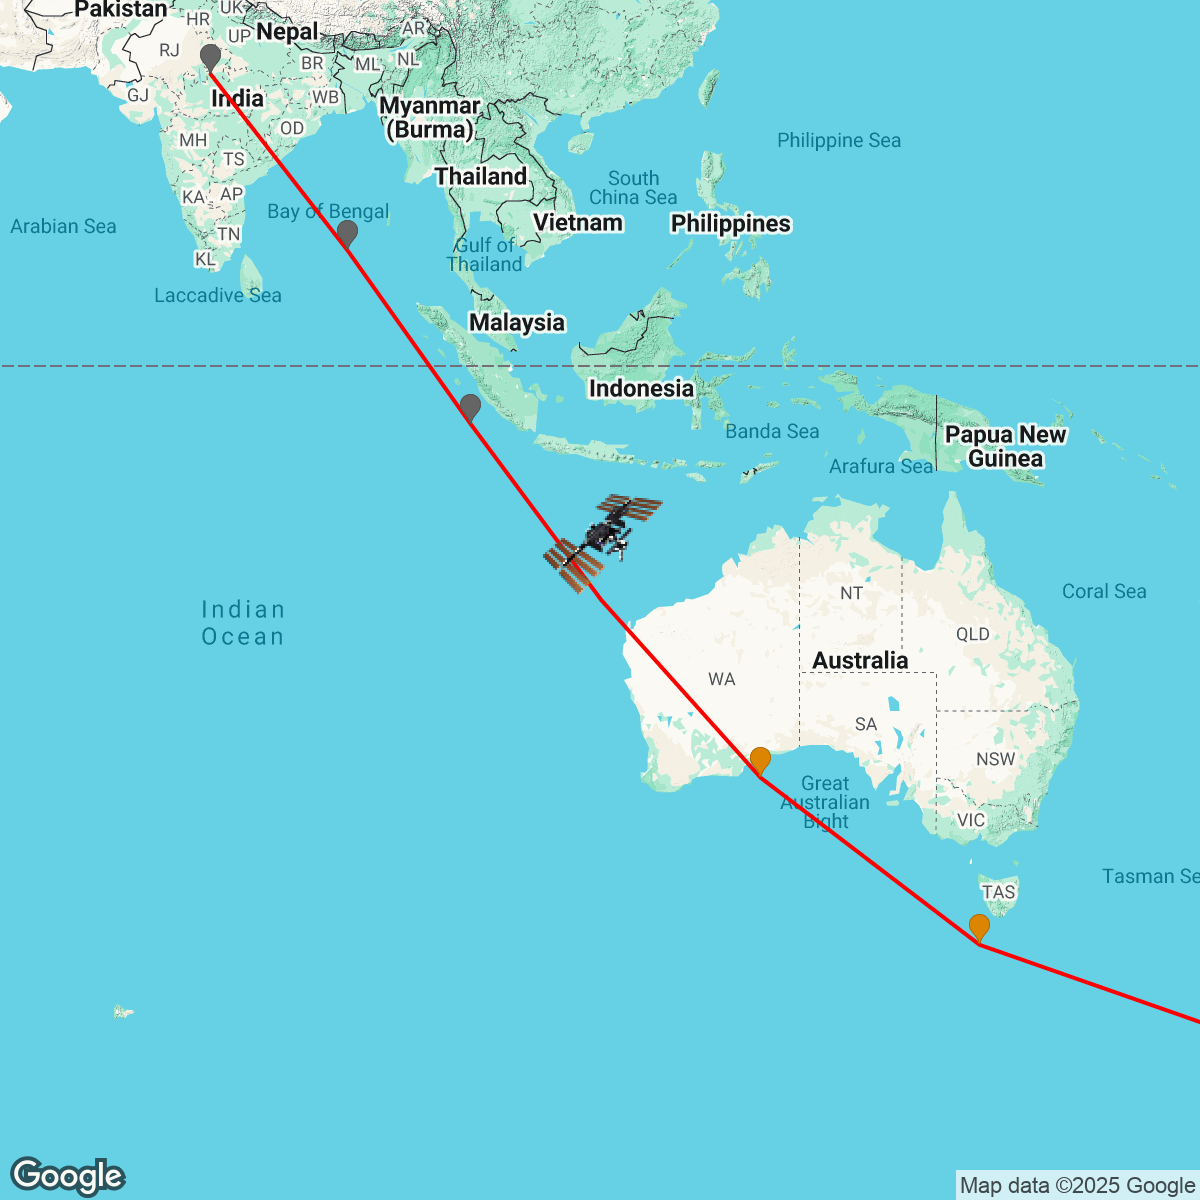 Pakistan
HR
UK
UP
Nepal
AR
RJ
BR
ML
NL
GJ
India
WB
Myanmar
(Burma)
OD
MH
TS
Philippine Sea
Thailand
South
China Sea
KA
AP
Bay of Bengal
Arabian Sea
Vietnam
Philippines
TN
Gulf of
Thailand
KL
Laccadive Sea
Malaysia
Indonesia
Banda Sea
Papua New
Guinea
Arafura Sea
Indian
Ocean
NT
Coral Sea
QLD
Australia
WA
SA
NSW
Great
Australian
Bight
VIC
Tasman Se
TAS
Google
Map data ©2025 Google